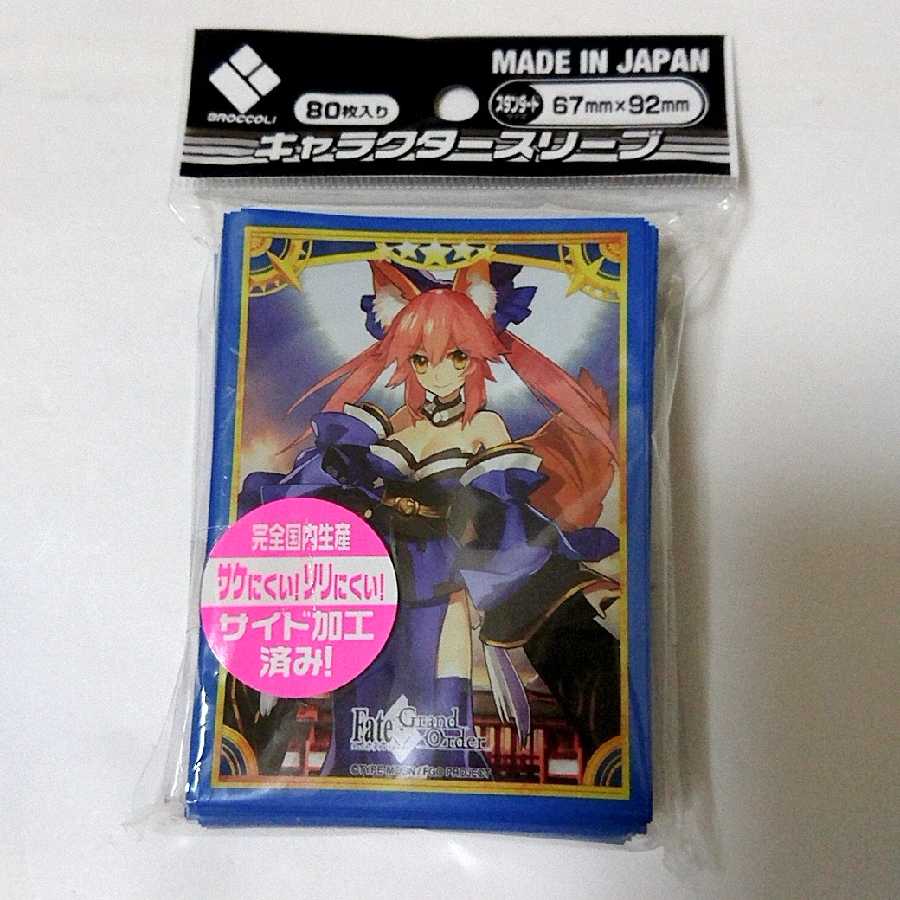 MADE IN JAPAN
BROCCOLI
80枚入り
スタンダード
67mm×92mm
キャラクタースリーブ
完全国内生産
サケにくい!ソリにくい!
サイド加工
済み!
Fate Grand
Order
©TYPE-MOON / FGO PROJECT